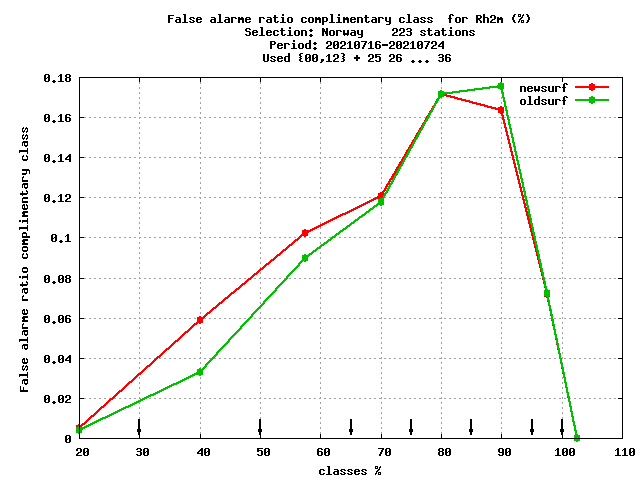 False alarme ratio complimentary class  for Rh2m (%)
Selection: Norway    223 stations
Period: 20210716-20210724
Used {00,12} + 25 26 ... 36
newsurf
oldsurf
False alarme ratio complimentary class
0.18
0.16
0.14
0.12
0.1
0.08
0.06
0.04
0.02
0
20 30 40 50 60 70 80 90 100 110
classes %